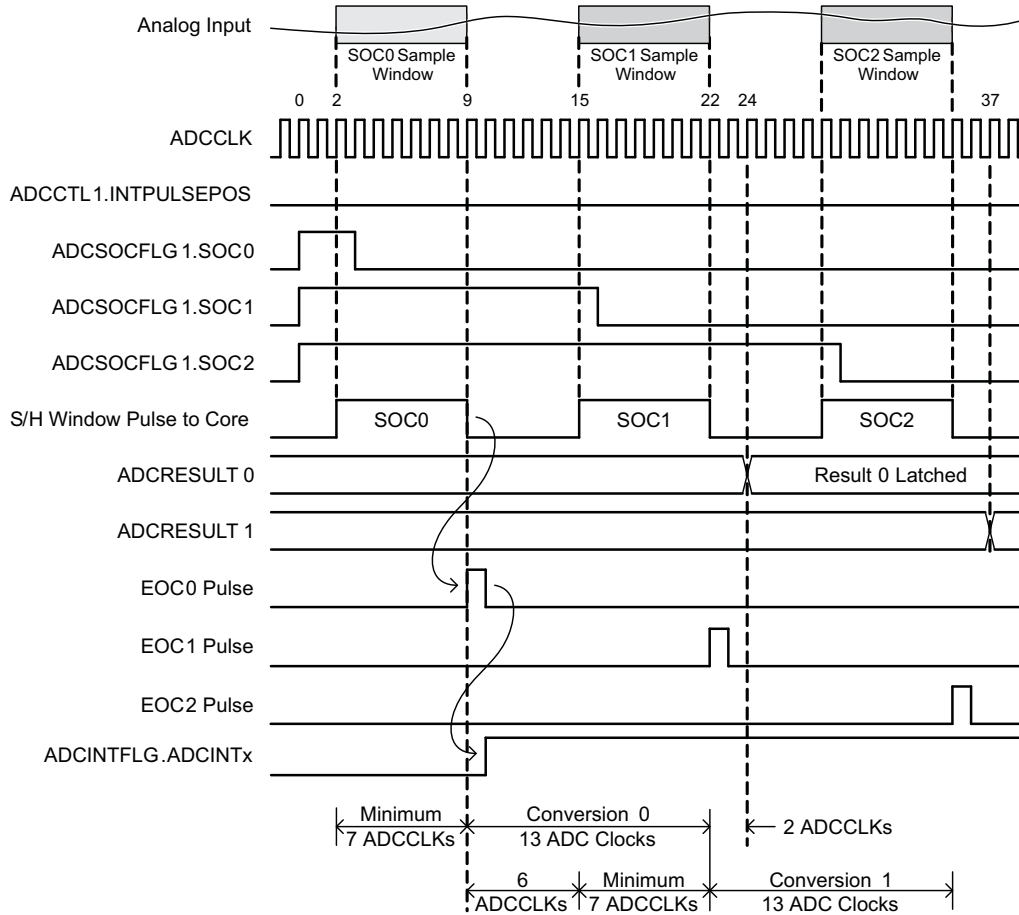 Analog Input
SOC0 Sample
Window
SOC1 Sample
Window
SOC2 Sample
Window
0 2 9 15 22 24 37
ADCCLK
ADCCTL1.INTPULSEPOS
ADCSOCFLG 1.SOC0
ADCSOCFLG 1.SOC1
ADCSOCFLG 1.SOC2
S/H Window Pulse to Core
SOC0 SOC1 SOC2
ADCRESULT 0
Result 0 Latched
ADCRESULT 1
EOC0 Pulse
EOC1 Pulse
EOC2 Pulse
ADCINTFLG.ADCINTx
Minimum
7 ADCCLKs
Conversion 0
13 ADC Clocks
2 ADCCLKs
6
ADCCLKs
Minimum
7 ADCCLKs
Conversion 1
13 ADC Clocks